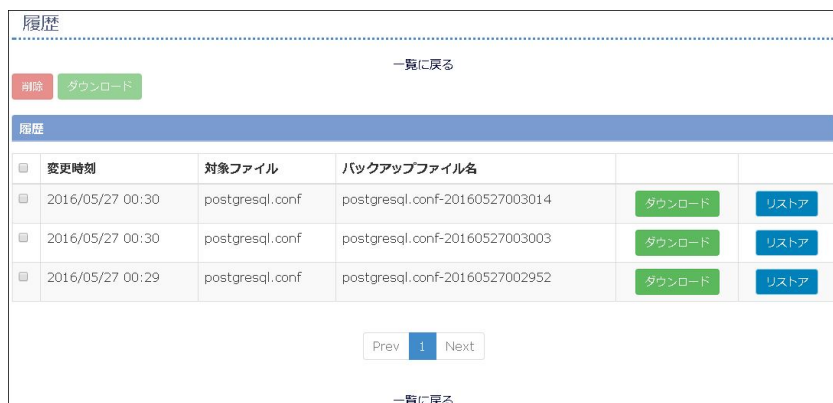 履歴
一覧に戻る
削除 ダウンロード
履歴
変更時刻 対象ファイル バックアップファイル名
2016/05/27 00:30 postgresql.conf postgresql.conf-20160527003014 ダウンロード リストア
2016/05/27 00:30 postgresql.conf postgresql.conf-20160527003003 ダウンロード リストア
2016/05/27 00:29 postgresql.conf postgresql.conf-20160527002952 ダウンロード リストア
Prev 1 Next
一覧に戻る